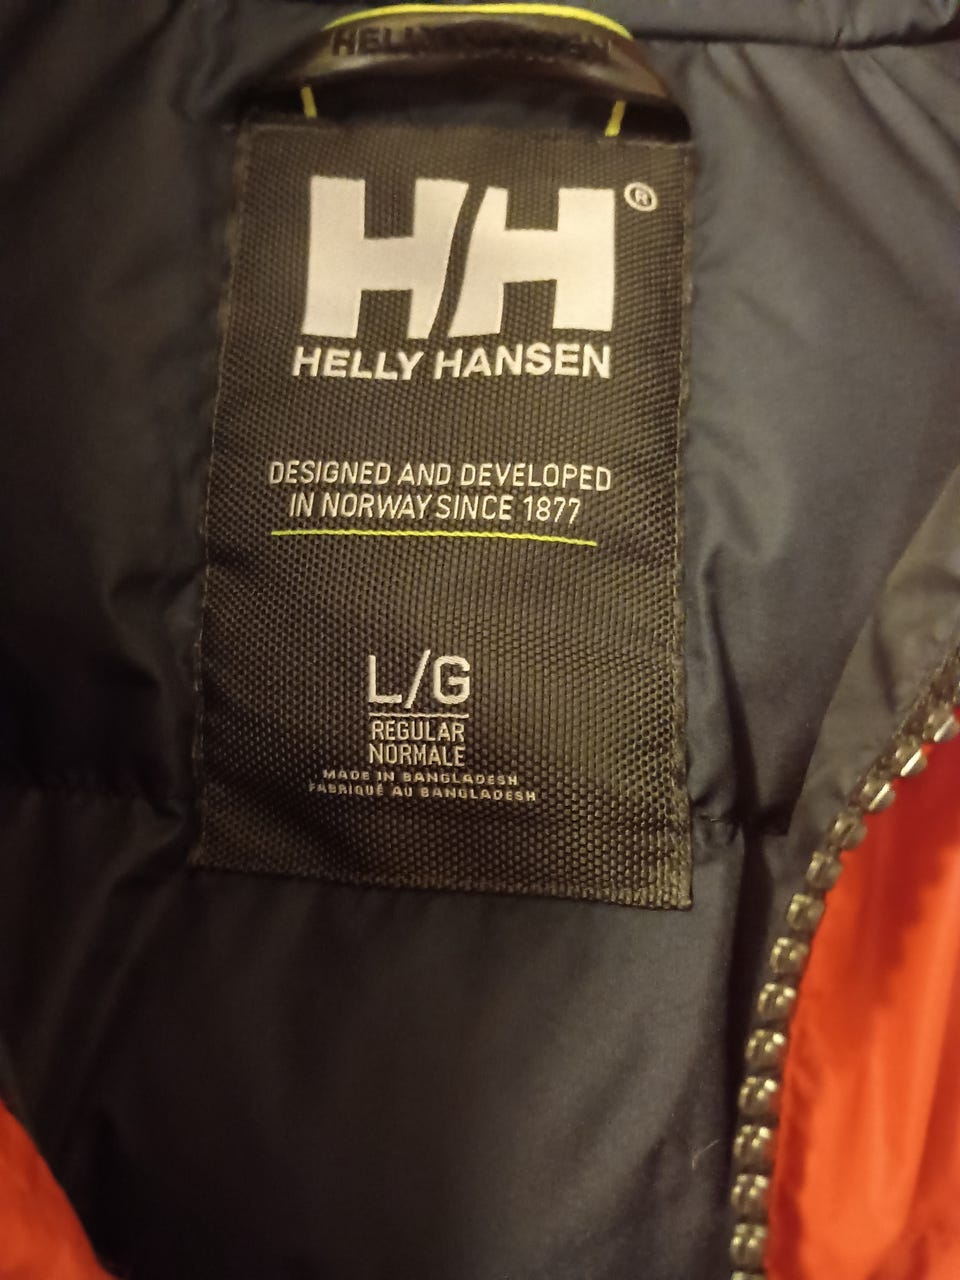 HELLY HANSEN
HH®
HELLY HANSEN
DESIGNED AND DEVELOPED
IN NORWAY SINCE 1877
L/G
REGULAR
NORMALE
MADE IN BANGLADESH
FABRIQUÉ AU BANGLADESH